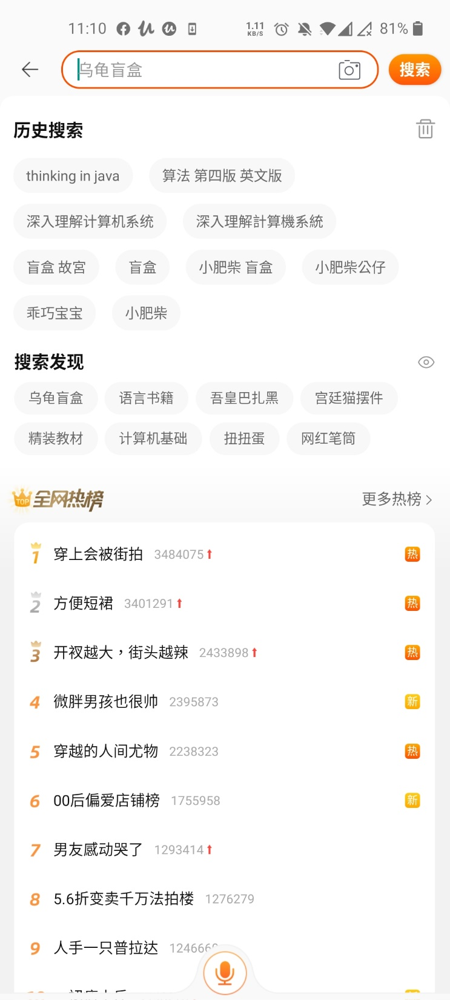 11:10 1.11 KB/S 81%
乌龟盲盒 搜索
历史搜索
thinking in java 算法 第四版 英文版
深入理解计算机系统 深入理解計算機系統
盲盒 故宮 盲盒 小肥柴 盲盒 小肥柴公仔
乖巧宝宝 小肥柴
搜索发现
乌龟盲盒 语言书籍 吾皇巴扎黑 宫廷猫摆件
精装教材 计算机基础 扭扭蛋 网红笔筒
TOP 全网热榜 更多热榜
1 穿上会被街拍 3484075 热
2 方便短裙 3401291 热
3 开衩越大，街头越辣 2433898 热
4 微胖男孩也很帅 2395873 新
5 穿越的人间尤物 2238323 热
6 00后偏爱店铺榜 1755958 新
7 男友感动哭了 1293414
8 5.6折变卖千万法拍楼 1276279
9 人手一只普拉达 124666